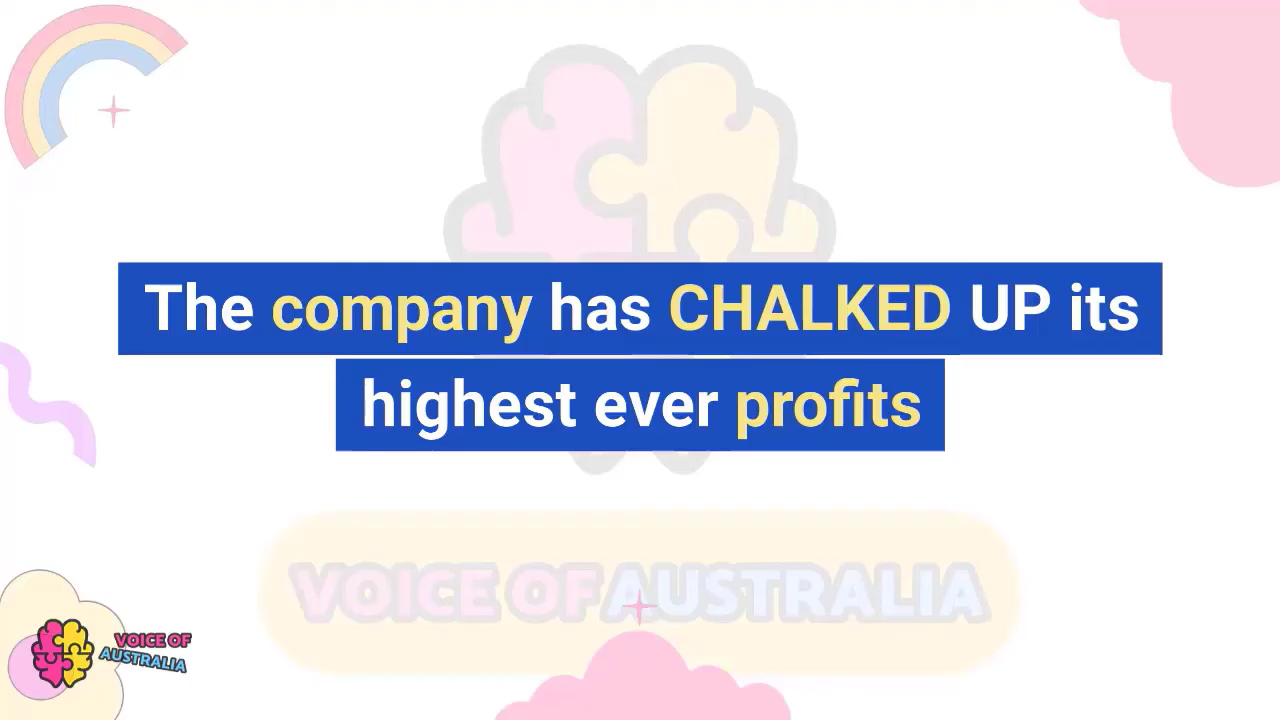 The company has CHALKED UP its
highest ever profits
VOICE OF AUSTRALIA
VOICE OF
AUSTRALIA